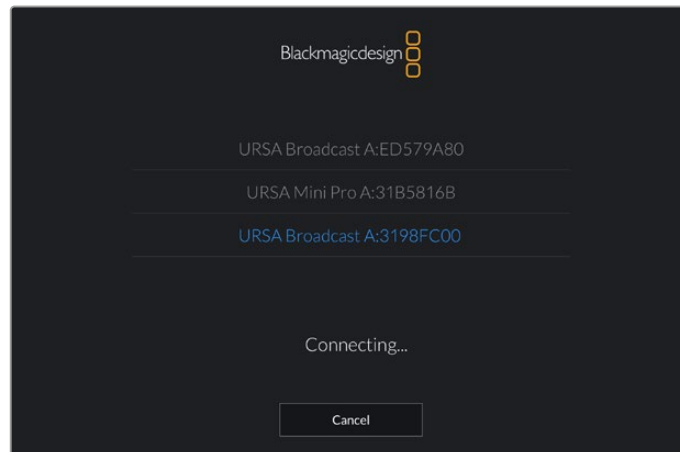 Blackmagicdesign
URSA Broadcast A:ED579A80
URSA Mini Pro A:31B5816B
URSA Broadcast A:3198FC00
Connecting...
Cancel